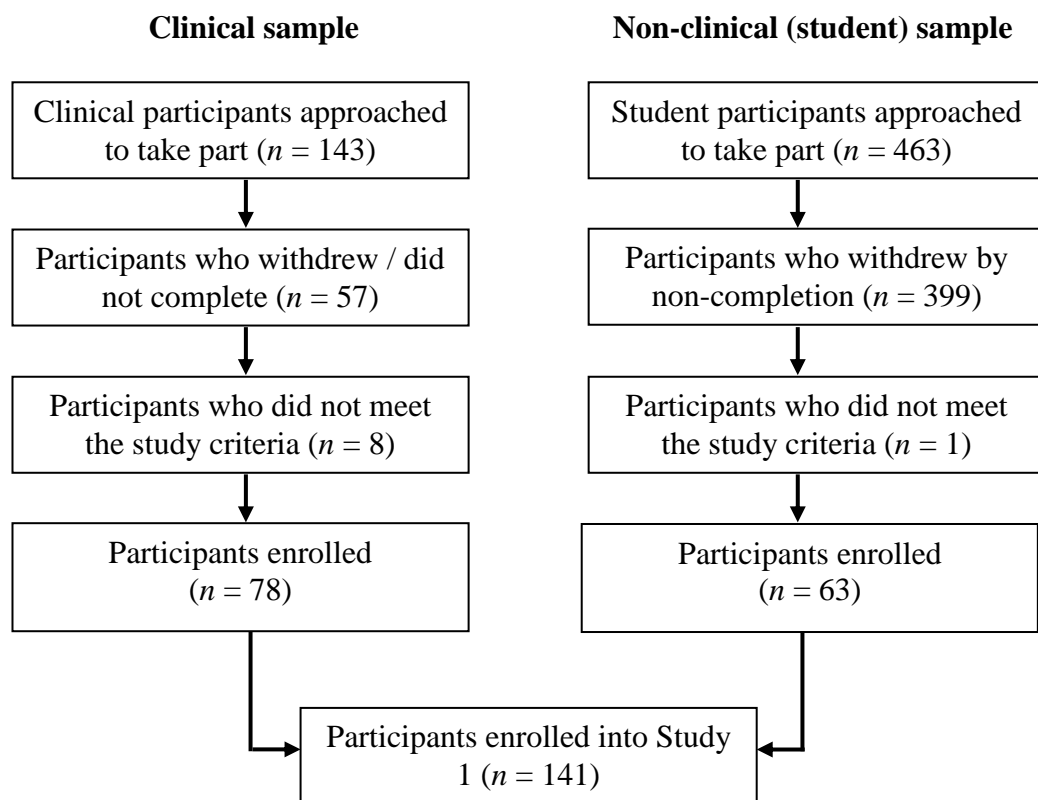 Clinical sample
Clinical participants approached
to take part (n = 143)
Participants who withdrew / did
not complete (n = 57)
Participants who did not meet
the study criteria (n = 8)
Participants enrolled
(n = 78)
Non-clinical (student) sample
Student participants approached
to take part (n = 463)
Participants who withdrew by
non-completion (n = 399)
Participants who did not meet
the study criteria (n = 1)
Participants enrolled
(n = 63)
Participants enrolled into Study
1 (n = 141)